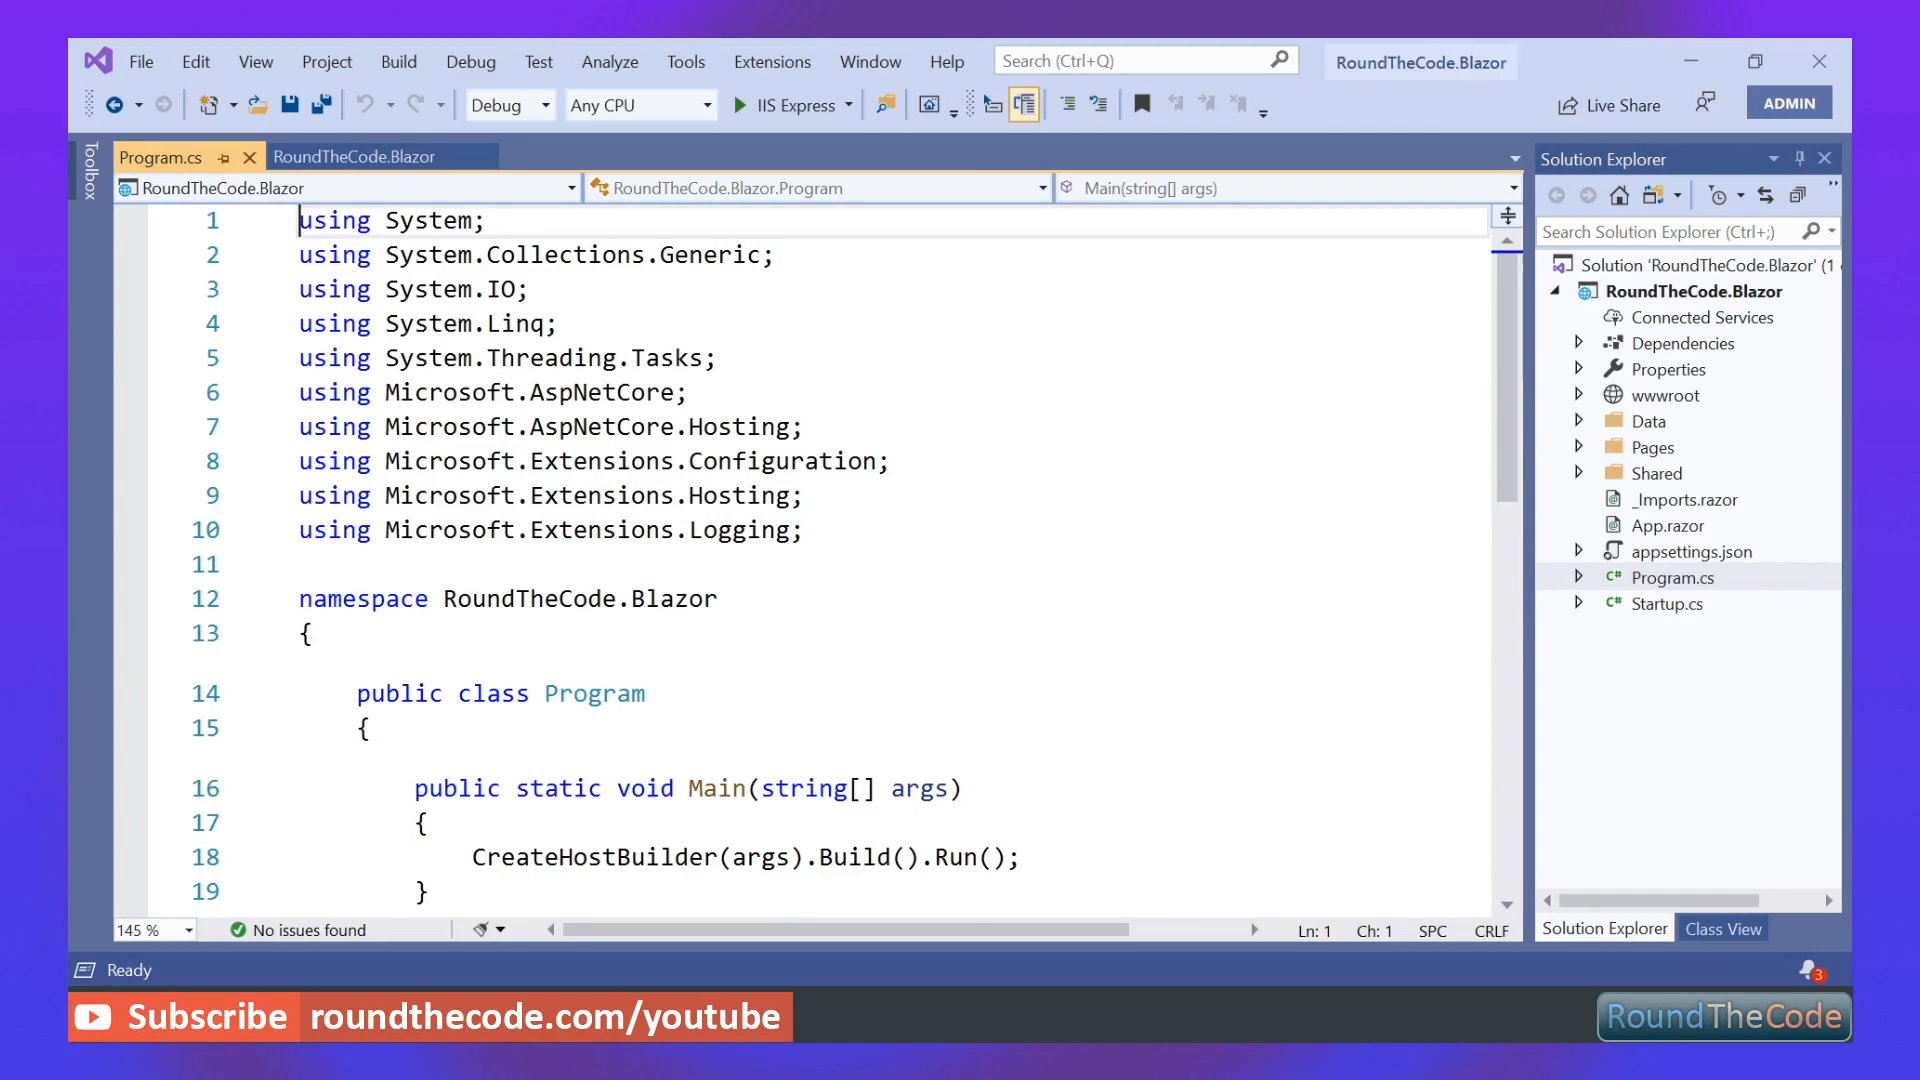 File Edit View Project Build Debug Test Analyze Tools Extensions Window Help Search (Ctrl+Q) RoundTheCode.Blazor
Debug Any CPU IIS Express Live Share ADMIN
Toolbox
Program.cs RoundTheCode.Blazor
RoundTheCode.Blazor RoundTheCode.Blazor.Program Main(string[] args)
1 using System;
2 using System.Collections.Generic;
3 using System.IO;
4 using System.Linq;
5 using System.Threading.Tasks;
6 using Microsoft.AspNetCore;
7 using Microsoft.AspNetCore.Hosting;
8 using Microsoft.Extensions.Configuration;
9 using Microsoft.Extensions.Hosting;
10 using Microsoft.Extensions.Logging;
11
12 namespace RoundTheCode.Blazor
13 {
14 public class Program
15 {
16 public static void Main(string[] args)
17 {
18 CreateHostBuilder(args).Build().Run();
19 }
145 % No issues found Ln: 1 Ch: 1 SPC CRLF
Solution Explorer
Search Solution Explorer (Ctrl+;)
Solution 'RoundTheCode.Blazor' (1
RoundTheCode.Blazor
Connected Services
Dependencies
Properties
wwwroot
Data
Pages
Shared
_Imports.razor
App.razor
appsettings.json
C# Program.cs
C# Startup.cs
Solution Explorer Class View
Ready 3
Subscribe roundthecode.com/youtube
RoundTheCode